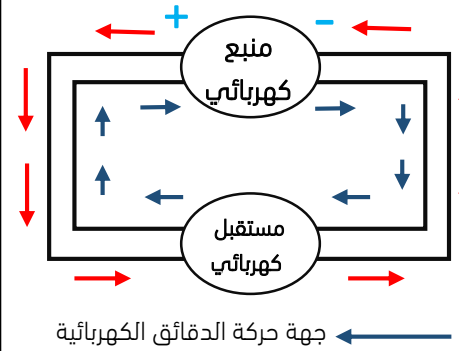 + −
منبع
كهربائي
مستقبل
كهربائي
جهة حركة الدقائق الكهربائية